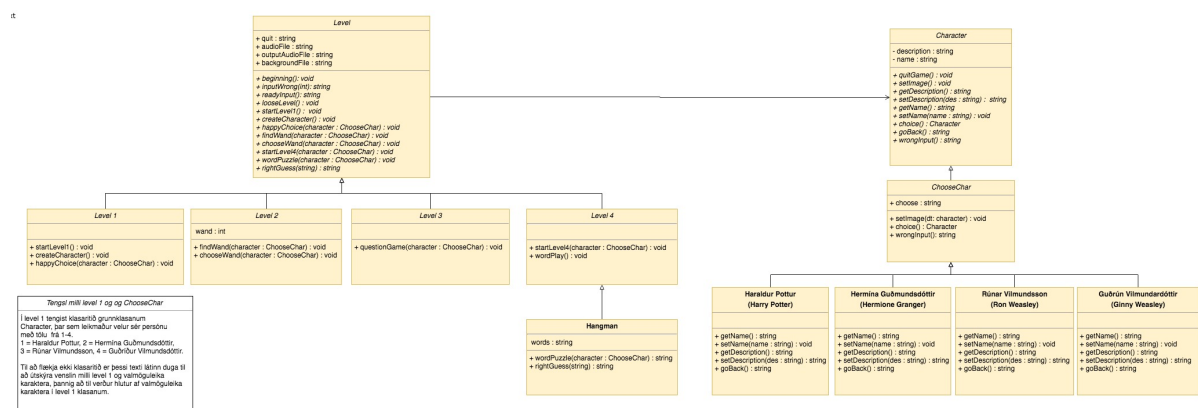 Level
+ quit : string
+ audioFile : string
+ outputAudioFile : string
+ backgroundFile : string
+ beginning(): void
+ inputWrong(int): string
+ readyInput(): string
+ looseLevel() : void
+ startLevel1() : void
+ createCharacter() : void
+ happyChoice(character : ChooseChar) : void
+ findWand(character : ChooseChar) : void
+ chooseWand(character : ChooseChar) : void
+ startLevel4(character : ChooseChar) : void
+ wordPuzzle(character : ChooseChar) : void
+ rightGuess(string) : string
Character
- description : string
- name : string
+ quitGame() : void
+ setImage() : void
+ getDescription() : string
+ setDescription(des : string) : string
+ getName() : string
+ setName(name : string) : void
+ choice() : Character
+ goBack() : string
+ wrongInput() : string
ChooseChar
+ choose : string
+ setImage(dt: character) : void
+ choice() : Character
+ wrongInput(): string
Level 1
+ startLevel1() : void
+ createCharacter() : void
+ happyChoice(character : ChooseChar) : void
Level 2
wand : int
+ findWand(character : ChooseChar) : void
+ chooseWand(character : ChooseChar) : void
Level 3
+ questionGame(character : ChooseChar) : void
Level 4
+ startLevel4(character : ChooseChar) : void
+ wordPlay() : void
Hangman
words : string
+ wordPuzzle(character : ChooseChar) : string
+ rightGuess(string) : string
Haraldur Pottur
(Harry Potter)
+ getName() : string
+ setName(name : string) : void
+ getDescription() : string
+ setDescription(des : string) : string
+ goBack() : string
Hermína Guðmundsdóttir
(Hermione Granger)
+ getName() : string
+ setName(name : string) : void
+ getDescription() : string
+ setDescription(des : string) : string
+ goBack() : string
Rúnar Vilmundsson
(Ron Weasley)
+ getName() : string
+ setName(name : string) : void
+ getDescription() : string
+ setDescription(des : string) : string
+ goBack() : string
Guðrún Vilmundardóttir
(Ginny Weasley)
+ getName() : string
+ setName(name : string) : void
+ getDescription() : string
+ setDescription(des : string) : string
+ goBack() : string
Tengsl milli level 1 og og ChooseChar
Í level 1 tengist klasaritið grunnklasanum
Character, þar sem leikmaður velur sér persónu
með tölu frá 1-4.
1 = Haraldur Pottur, 2 = Hermína Guðmundsdóttir,
3 = Rúnar Vilmundsson, 4 = Guðríður Vilmundsdóttir.
Til að flækja ekki klasaritið er þessi texti látinn duga til
að útskýra venslin milli level 1 og valmöguleika
karaktera, þannig að til verður hlutur af valmöguleika
karaktera í level 1 klasanum.